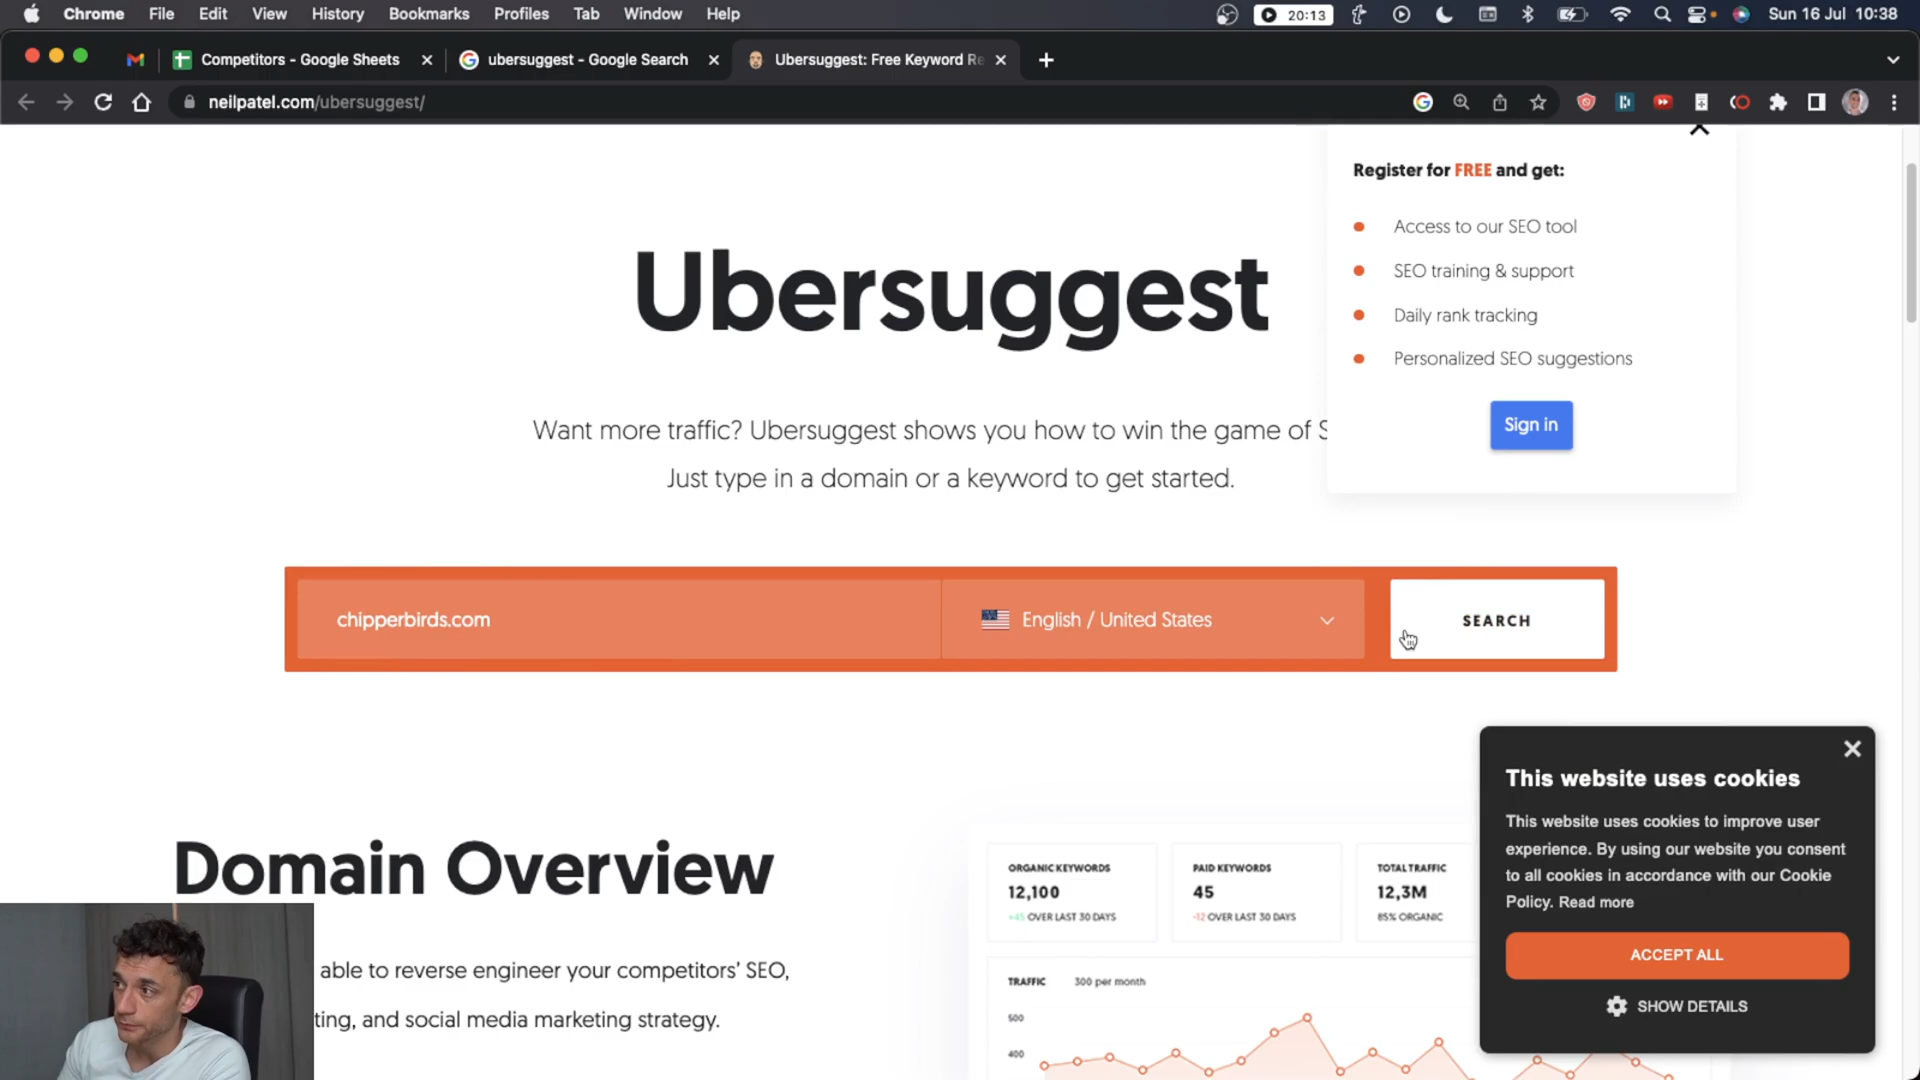 Chrome File Edit View History Bookmarks Profiles Tab Window Help 20:13 Sun 16 Jul 10:38
Competitors - Google Sheets ubersuggest - Google Search Ubersuggest: Free Keyword Re
neilpatel.com/ubersuggest/
Register for FREE and get:
Access to our SEO tool
SEO training & support
Daily rank tracking
Personalized SEO suggestions
Sign in
Ubersuggest
Want more traffic? Ubersuggest shows you how to win the game of S
Just type in a domain or a keyword to get started.
chipperbirds.com English / United States SEARCH
Domain Overview
able to reverse engineer your competitors' SEO,
ting, and social media marketing strategy.
ORGANIC KEYWORDS PAID KEYWORDS TOTAL TRAFFIC
12,100 45 12,3M
+45 OVER LAST 30 DAYS -12 OVER LAST 30 DAYS 85% ORGANIC
TRAFFIC 300 per month
500
400
This website uses cookies
This website uses cookies to improve user
experience. By using our website you consent
to all cookies in accordance with our Cookie
Policy. Read more
ACCEPT ALL
SHOW DETAILS